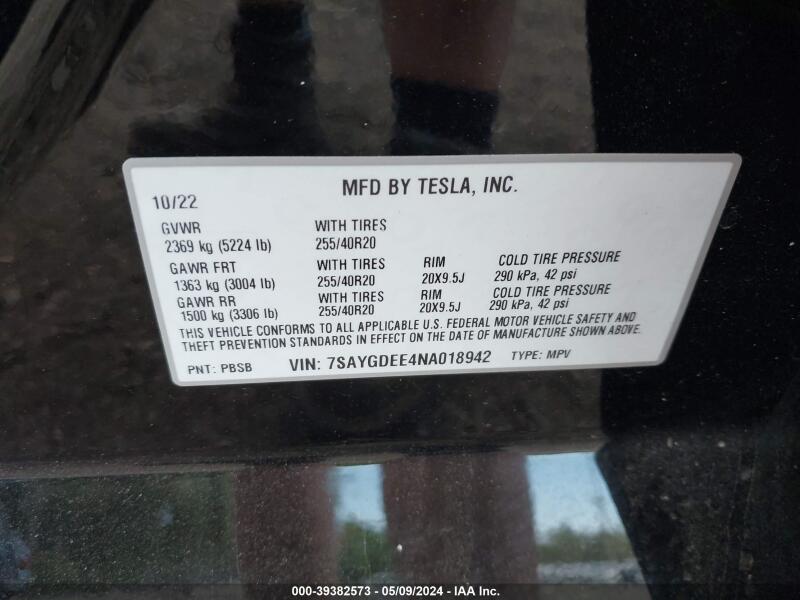 MFD BY TESLA, INC.
10/22
GVWR WITH TIRES
2369 kg (5224 lb) 255/40R20
GAWR FRT WITH TIRES RIM COLD TIRE PRESSURE
1363 kg (3004 lb) 255/40R20 20X9.5J 290 kPa, 42 psi
GAWR RR WITH TIRES RIM COLD TIRE PRESSURE
1500 kg (3306 lb) 255/40R20 20X9.5J 290 kPa, 42 psi
THIS VEHICLE CONFORMS TO ALL APPLICABLE U.S. FEDERAL MOTOR VEHICLE SAFETY AND
THEFT PREVENTION STANDARDS IN EFFECT ON THE DATE OF MANUFACTURE SHOWN ABOVE.
PNT: PBSB VIN: 7SAYGDEE4NA018942 TYPE: MPV
000-39382573 - 05/09/2024 - IAA Inc.